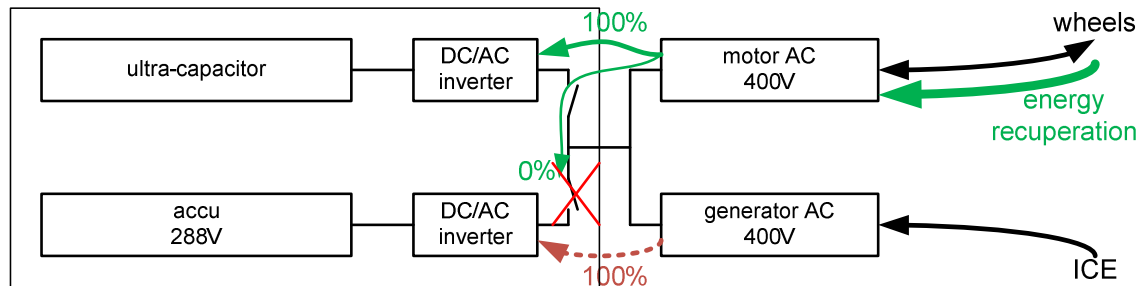 100%
wheels
ultra-capacitor
DC/AC
inverter
motor AC
400V
energy
recuperation
0%
accu
288V
DC/AC
inverter
generator AC
400V
100%
ICE